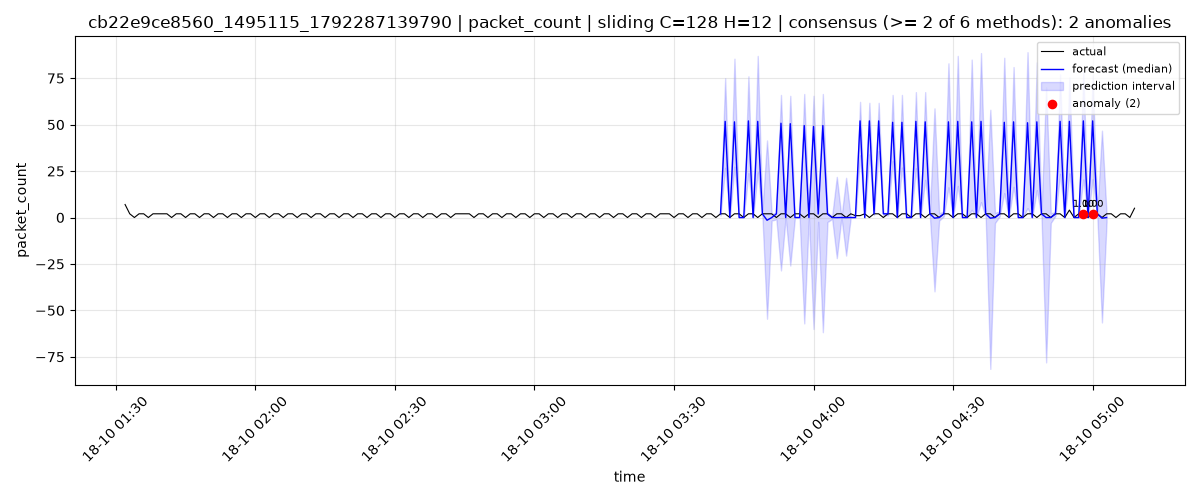 cb22e9ce8560_1495115_1792287139790 | packet_count | sliding C=128 H=12 | consensus (>= 2 of 6 methods): 2 anomalies
actual
forecast (median)
prediction interval
anomaly (2)
packet_count
75
50
25
0
−25
−50
−75
18-10 01:30
18-10 02:00
18-10 02:30
18-10 03:00
18-10 03:30
18-10 04:00
18-10 04:30
18-10 05:00
time